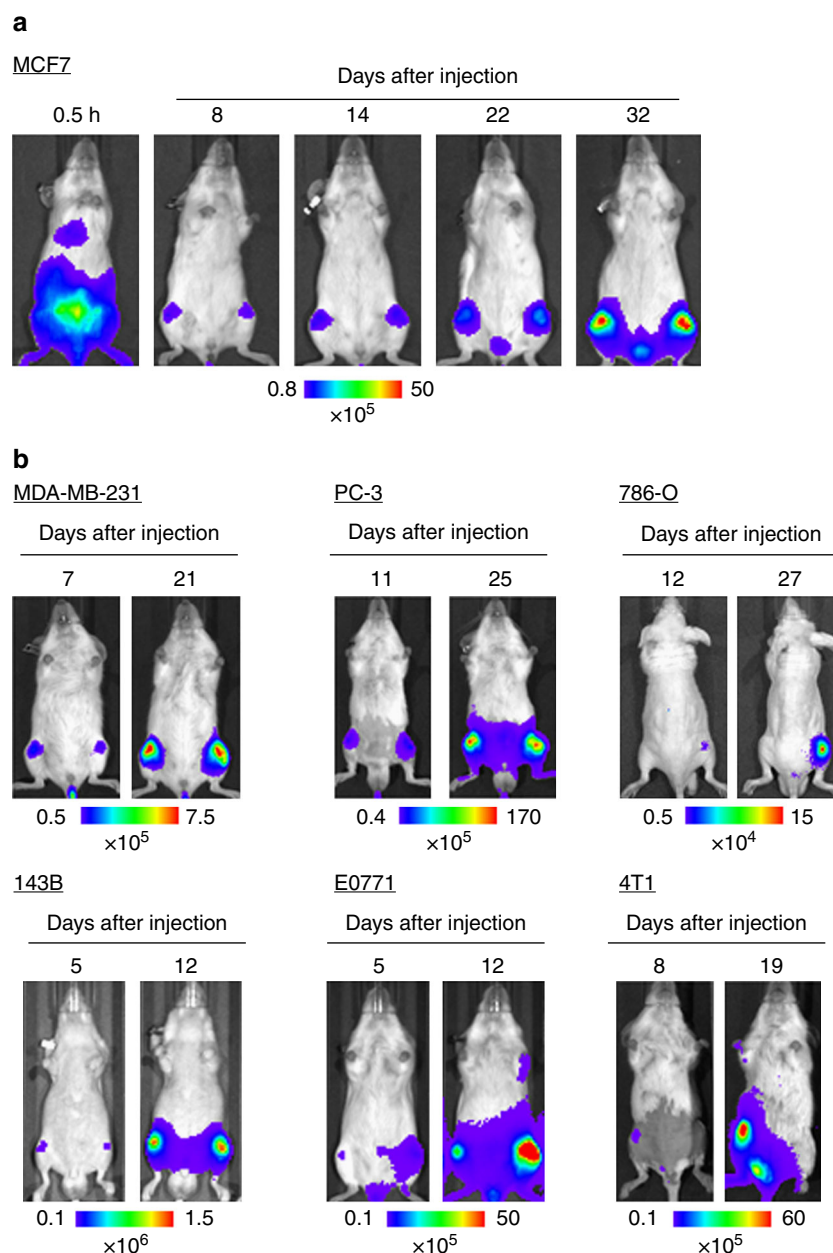 a
MCF7
Days after injection
0.5 h 8 14 22 32
0.8 50
×10⁵
b
MDA-MB-231 PC-3 786-O
Days after injection Days after injection Days after injection
7 21 11 25 12 27
0.5 7.5 0.4 170 0.5 15
×10⁵ ×10⁵ ×10⁴
143B E0771 4T1
Days after injection Days after injection Days after injection
5 12 5 12 8 19
0.1 1.5 0.1 50 0.1 60
×10⁶ ×10⁵ ×10⁵